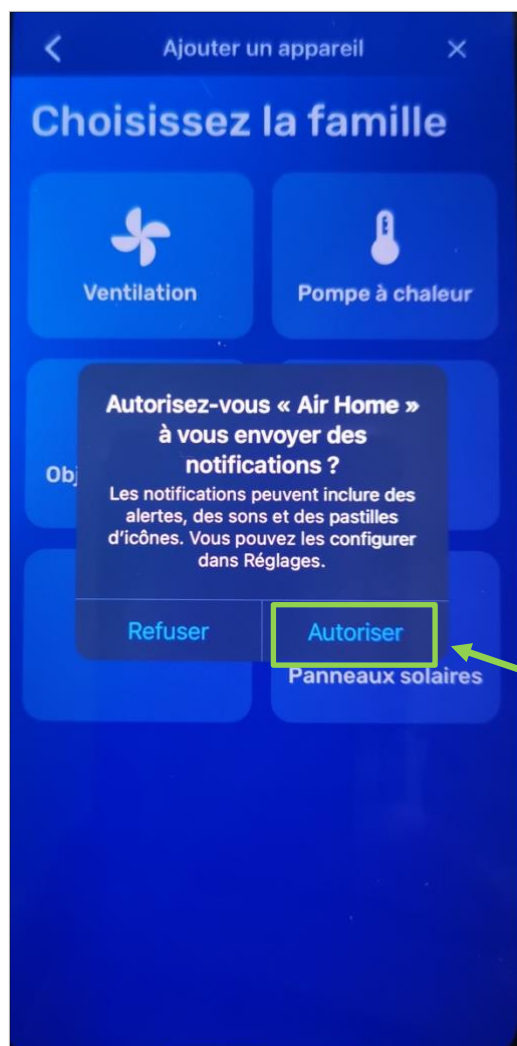 Ajouter un appareil
Choisissez la famille
Ventilation
Pompe à chaleur
Autorisez-vous « Air Home »
à vous envoyer des
notifications ?
Obj
Les notifications peuvent inclure des
alertes, des sons et des pastilles
d'icônes. Vous pouvez les configurer
dans Réglages.
Refuser
Autoriser
Panneaux solaires